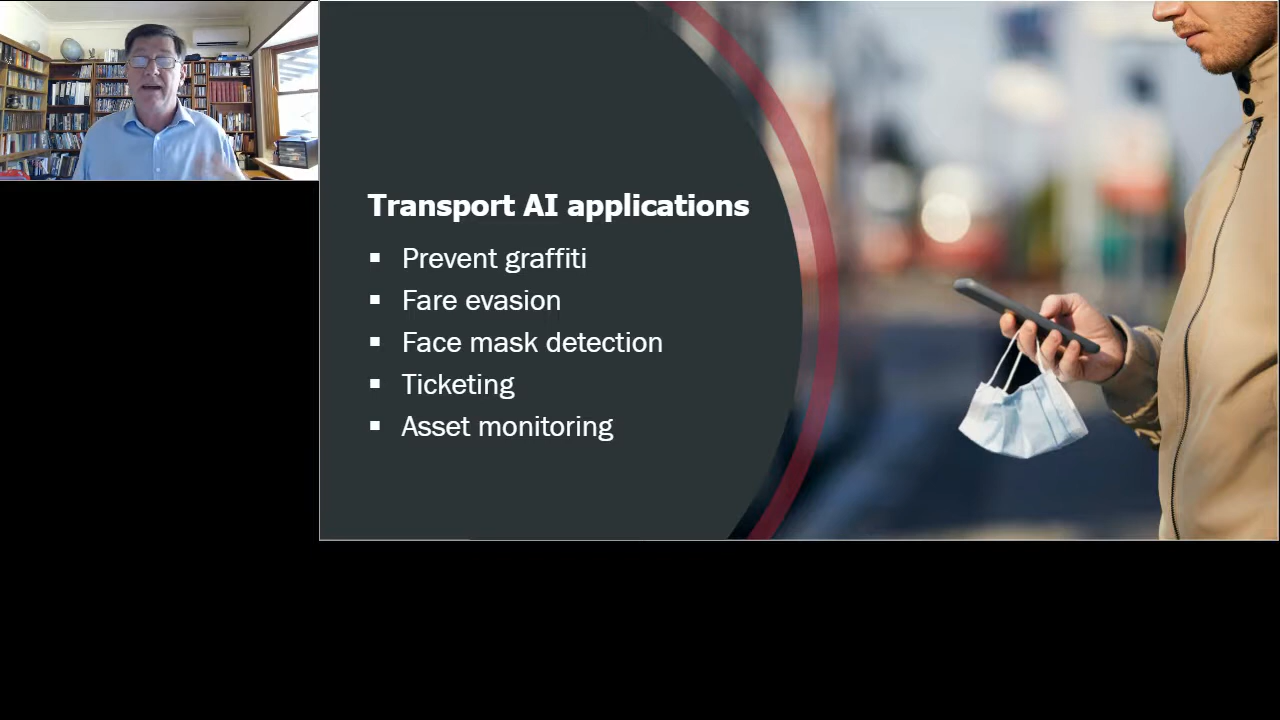 Transport AI applications
▪ Prevent graffiti
▪ Fare evasion
▪ Face mask detection
▪ Ticketing
▪ Asset monitoring